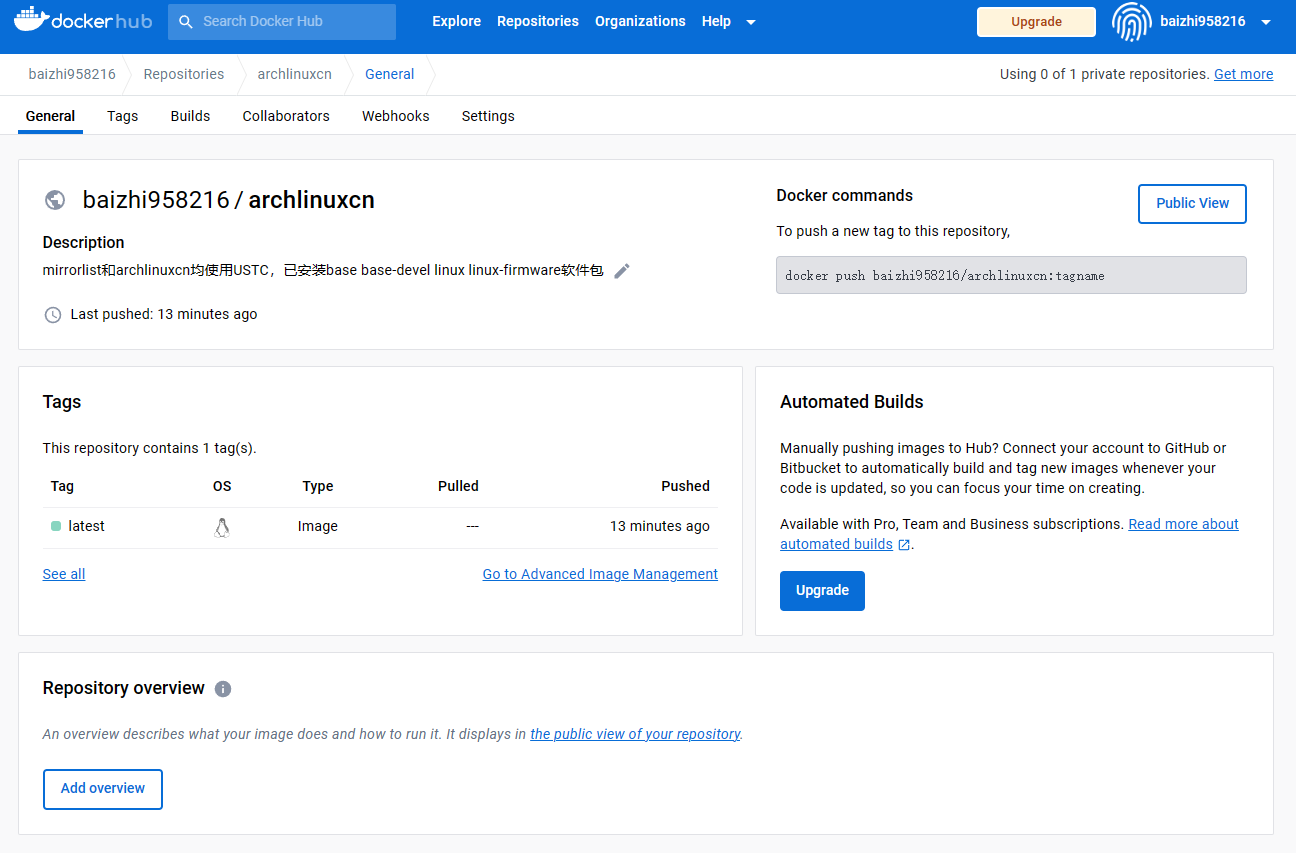 dockerhub
Search Docker Hub
Explore Repositories Organizations Help
Upgrade
baizhi958216
baizhi958216 Repositories archlinuxcn General
Using 0 of 1 private repositories. Get more
General Tags Builds Collaborators Webhooks Settings
baizhi958216 / archlinuxcn
Description
mirrorlist和archlinuxcn均使用USTC，已安装base base-devel linux linux-firmware软件包
Last pushed: 13 minutes ago
Docker commands
Public View
To push a new tag to this repository,
docker push baizhi958216/archlinuxcn:tagname
Tags
This repository contains 1 tag(s).
Tag OS Type Pulled Pushed
latest Image --- 13 minutes ago
See all Go to Advanced Image Management
Automated Builds
Manually pushing images to Hub? Connect your account to GitHub or
Bitbucket to automatically build and tag new images whenever your
code is updated, so you can focus your time on creating.
Available with Pro, Team and Business subscriptions. Read more about
automated builds .
Upgrade
Repository overview
An overview describes what your image does and how to run it. It displays in the public view of your repository.
Add overview